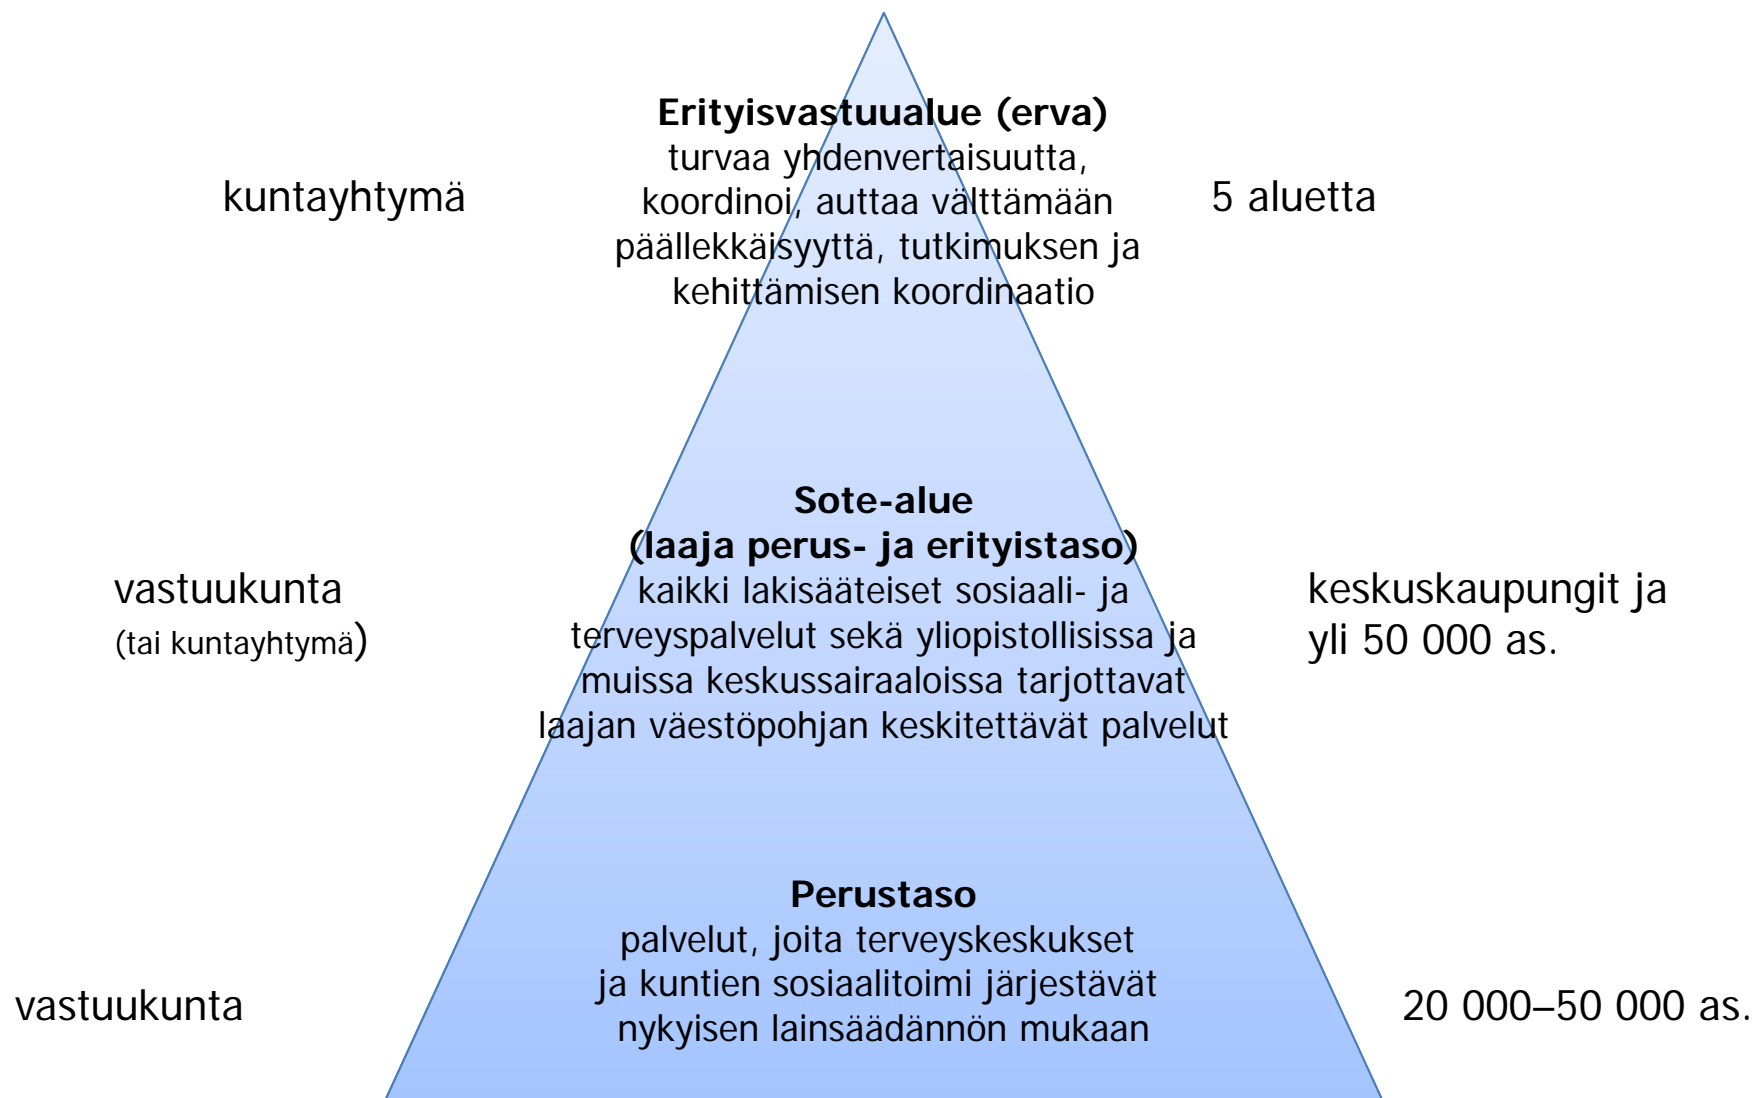 Erityisvastuualue (erva)
turvaa yhdenvertaisuutta,
koordinoi, auttaa välttämään
päällekkäisyyttä, tutkimuksen ja
kehittämisen koordinaatio
kuntayhtymä
5 aluetta
Sote-alue
(laaja perus- ja erityistaso)
kaikki lakisääteiset sosiaali- ja
terveyspalvelut sekä yliopistollisissa ja
muissa keskussairaaloissa tarjottavat
laajan väestöpohjan keskitettävät palvelut
vastuukunta
(tai kuntayhtymä)
keskuskaupungit ja
yli 50 000 as.
Perustaso
palvelut, joita terveyskeskukset
ja kuntien sosiaalitoimi järjestävät
nykyisen lainsäädännön mukaan
vastuukunta
20 000–50 000 as.